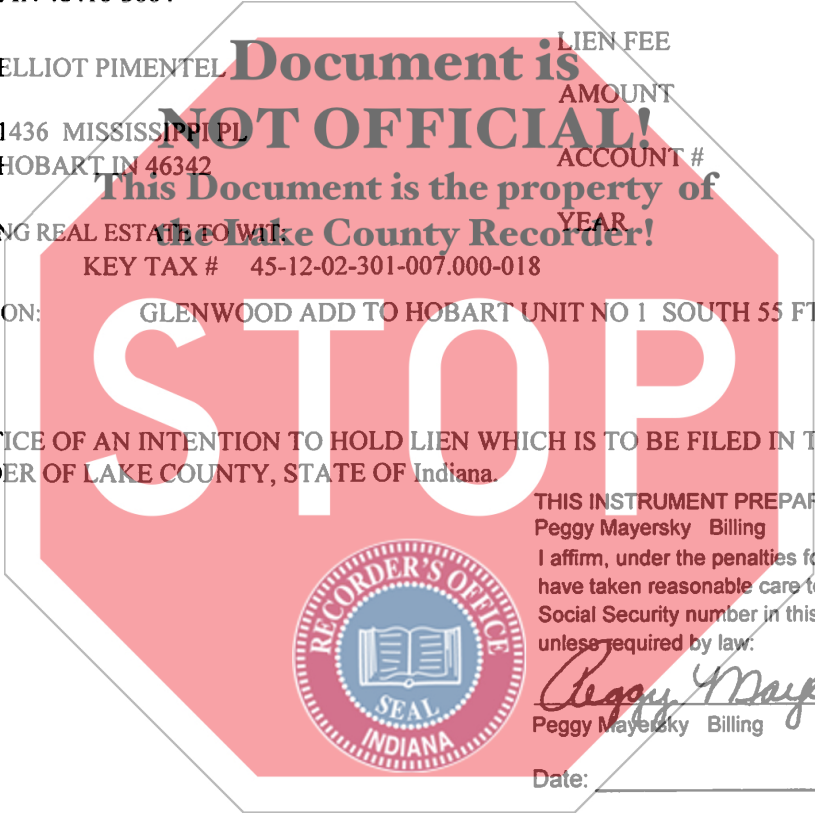 ELLIOT PIMENTEL
1436 MISSISSIPPI PL
HOBART IN 46342
LIEN FEE
AMOUNT
ACCOUNT #
YEAR
Document is
NOT OFFICIAL!
This Document is the property of
the Lake County Recorder!
NG REAL ESTATE TO WIT:
KEY TAX # 45-12-02-301-007.000-018
ON: GLENWOOD ADD TO HOBART UNIT NO 1 SOUTH 55 FT
STOP
TICE OF AN INTENTION TO HOLD LIEN WHICH IS TO BE FILED IN T
DER OF LAKE COUNTY, STATE OF Indiana.
THIS INSTRUMENT PREPAR
Peggy Mayersky Billing
I affirm, under the penalties fo
have taken reasonable care t
Social Security number in this
unless required by law:
Peggy Mayersky Billing
Date:
RECORDER'S OFFICE
SEAL
INDIANA